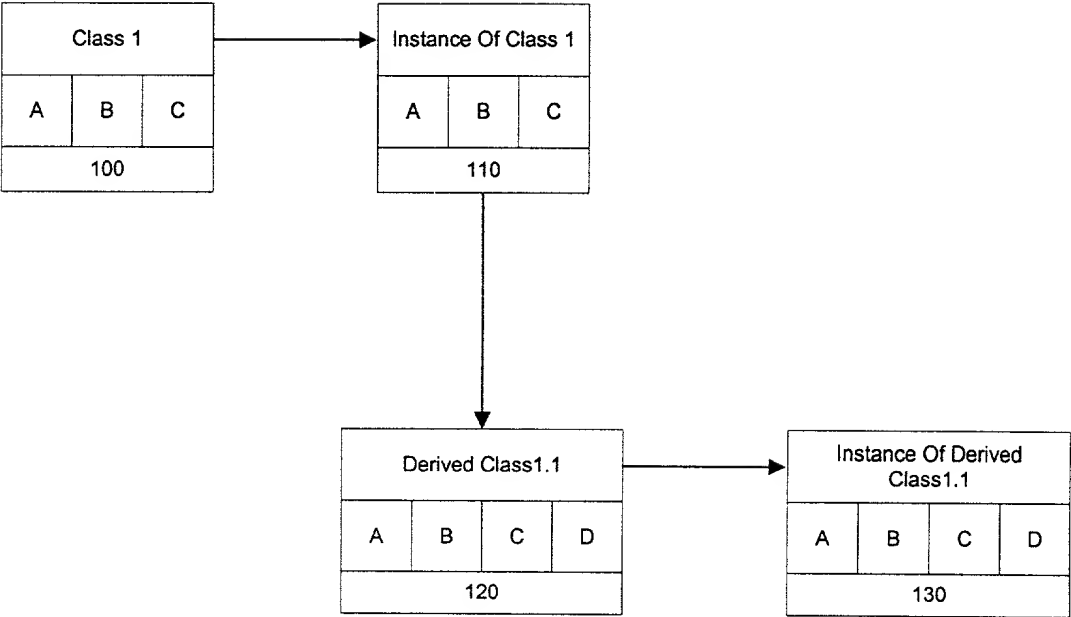 Class 1
A B C
100
Instance Of Class 1
A B C
110
Derived Class1.1
A B C D
120
Instance Of Derived
Class1.1
A B C D
130